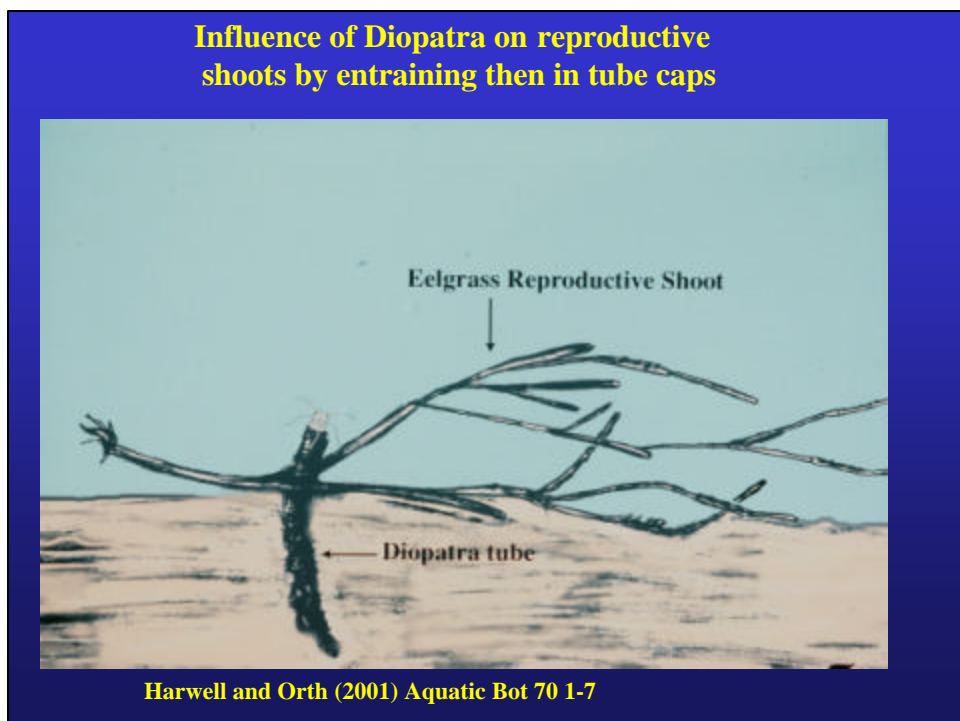 Influence of Diopatra on reproductive
shoots by entraining then in tube caps
Eelgrass Reproductive Shoot
Diopatra tube
Harwell and Orth (2001) Aquatic Bot 70 1-7